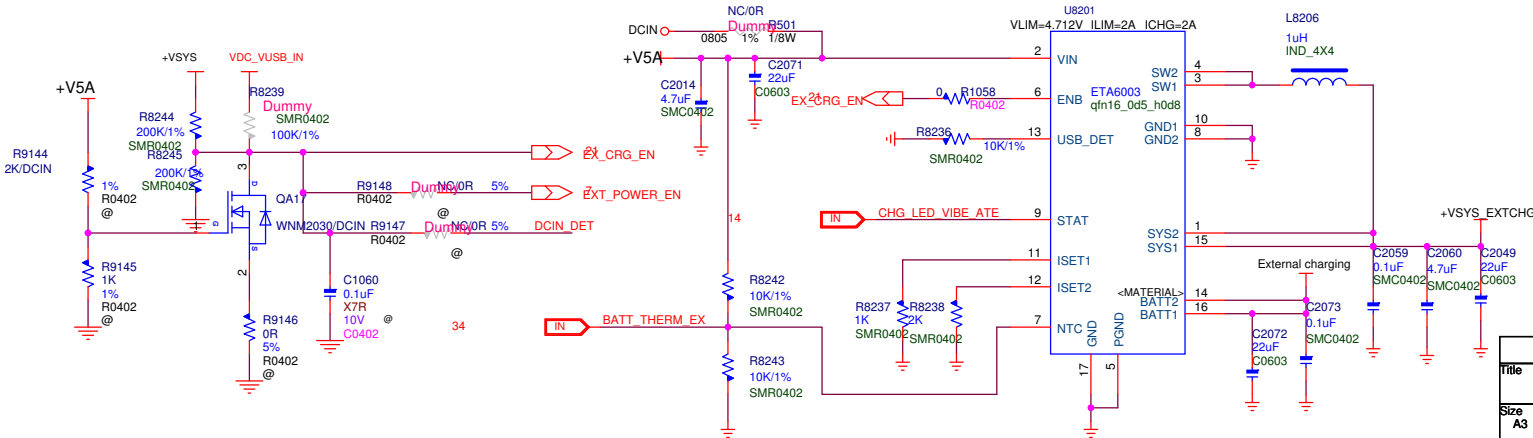 +V5A
R9144
2K/DCIN
1%
R0402
@
R9145
1K
1%
R0402
@
+VSYS
VDC_VUSB_IN
R8239
Dummy
SMR0402
100K/1%
R8244
200K/1%
SMR0402
R8245
200K/1%
SMR0402
3
D
G
S
2
QA17
WNM2030/DCIN
R9146
0R
5%
R0402
@
21
EX_CRG_EN
R9148
R0402
Dummy
NC/0R
5%
@
7
EXT_POWER_EN
R9147
R0402
Dummy
NC/0R
5%
@
DCIN_DET
C1060
0.1uF
X7R
10V
C0402
@
34
IN
BATT_THERM_EX
14
DCIN
NC/0R
Dummy
R501
0805
1%
1/8W
+V5A
C2014
4.7uF
SMC0402
C2071
22uF
C0603
R8242
10K/1%
SMR0402
R8243
10K/1%
SMR0402
EX_CRG_EN
21
0
R1058
R0402
R8236
10K/1%
SMR0402
IN
CHG_LED_VIBE_ATE
R8237
1K
SMR0402
R8238
2K
SMR0402
U8201
VLIM=4.712V ILIM=2A ICHG=2A
ETA6003
qfn16_0d5_h0d8
2
VIN
6
ENB
13
USB_DET
9
STAT
11
ISET1
12
ISET2
7
NTC
GND
17
PGND
5
SW2
4
SW1
3
GND1
10
GND2
8
SYS2
1
SYS1
15
<MATERIAL>
BATT2
14
BATT1
16
L8206
1uH
IND_4X4
+VSYS_EXTCHG
External charging
C2059
0.1uF
SMC0402
C2060
4.7uF
SMC0402
C2049
22uF
C0603
C2073
0.1uF
SMC0402
C2072
22uF
C0603
Title
Size
A3